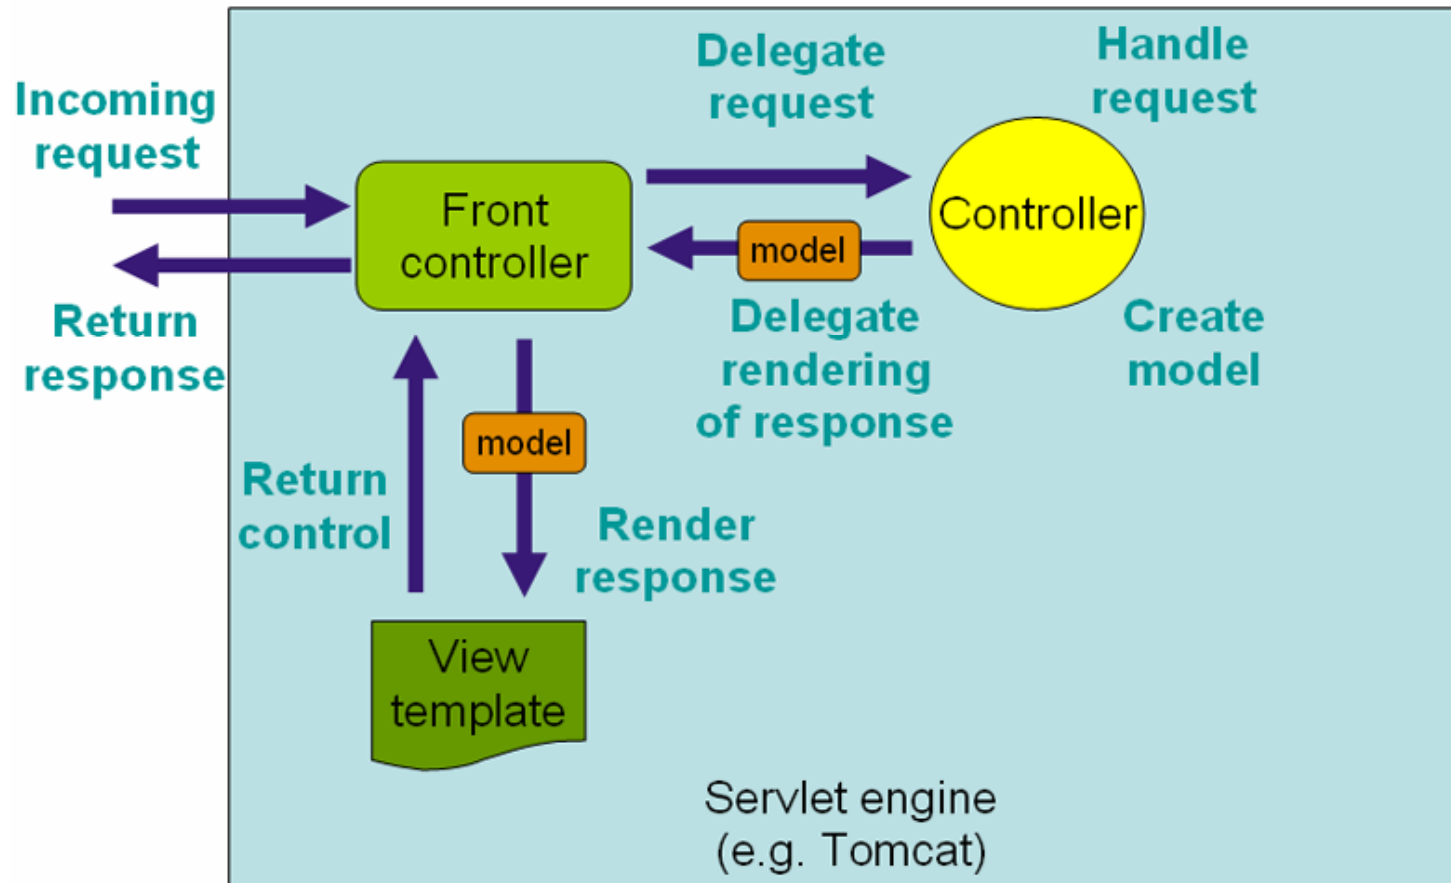 Incoming
request
Return
response
Front
controller
Delegate
request
Handle
request
Controller
model
Delegate
rendering
of response
Create
model
model
Return
control
Render
response
View
template
Servlet engine
(e.g. Tomcat)